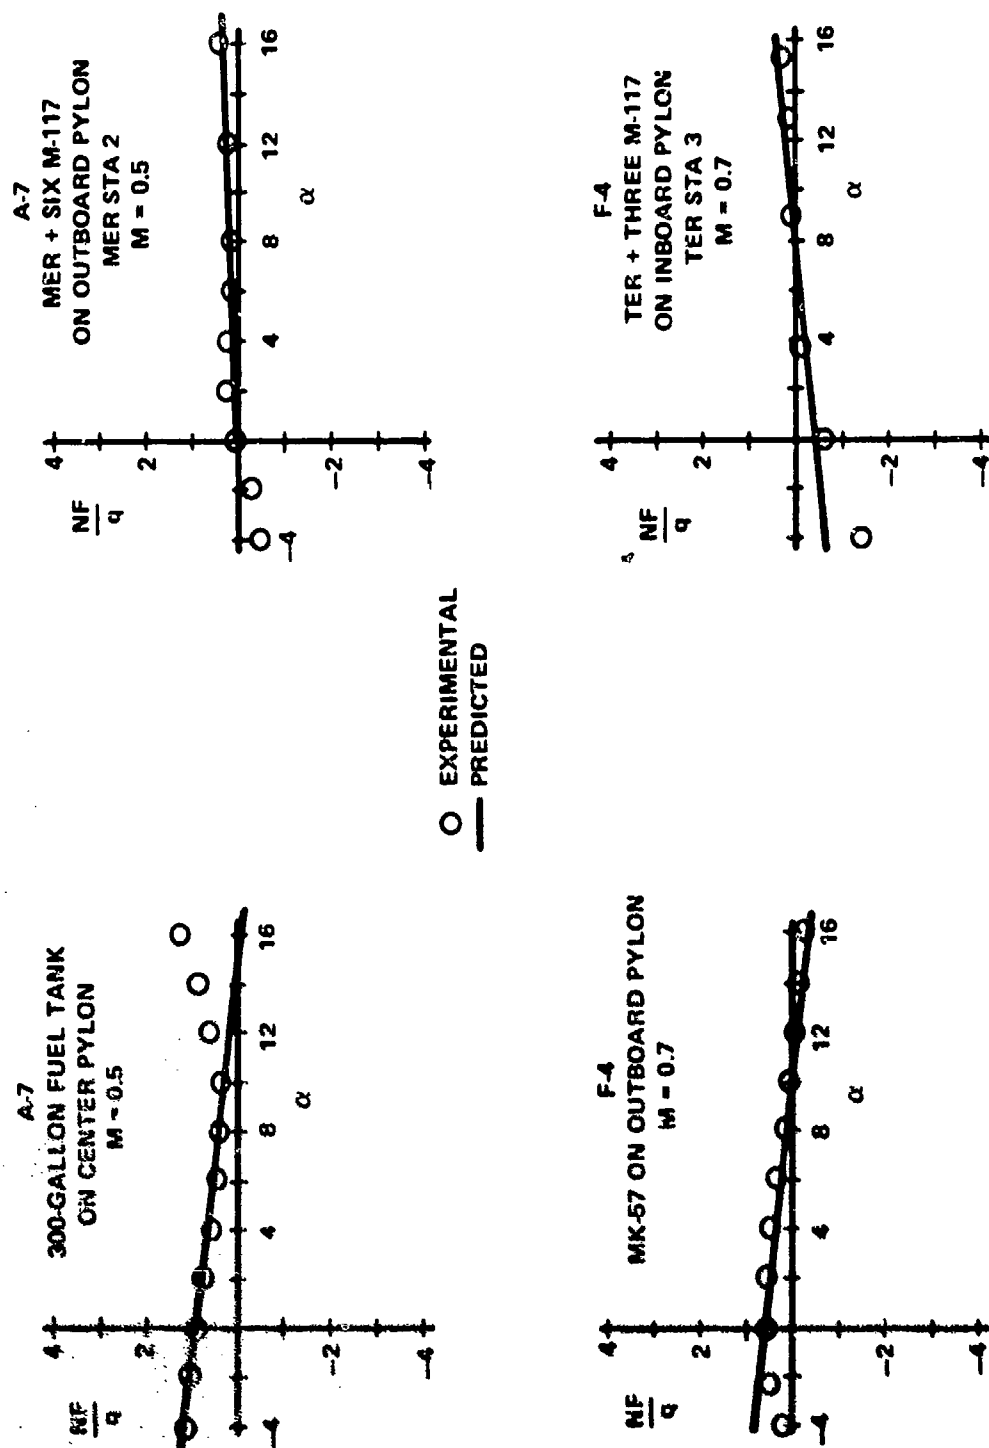 A-7
300-GALLON FUEL TANK
ON CENTER PYLON
M = 0.5
NF
q
4
2
-4
-4
4
8
12
16
α
A-7
MER + SIX M-117
ON OUTBOARD PYLON
MER STA 2
M = 0.5
NF
q
4
2
-2
-4
-4
4
8
12
16
α
O EXPERIMENTAL
— PREDICTED
F-4
MK-57 ON OUTBOARD PYLON
M = 0.7
NF
q
4
2
-2
-4
-4
4
8
12
16
α
F-4
TER + THREE M-117
ON INBOARD PYLON
TER STA 3
M = 0.7
NF
q
4
2
-2
-4
4
8
12
16
α